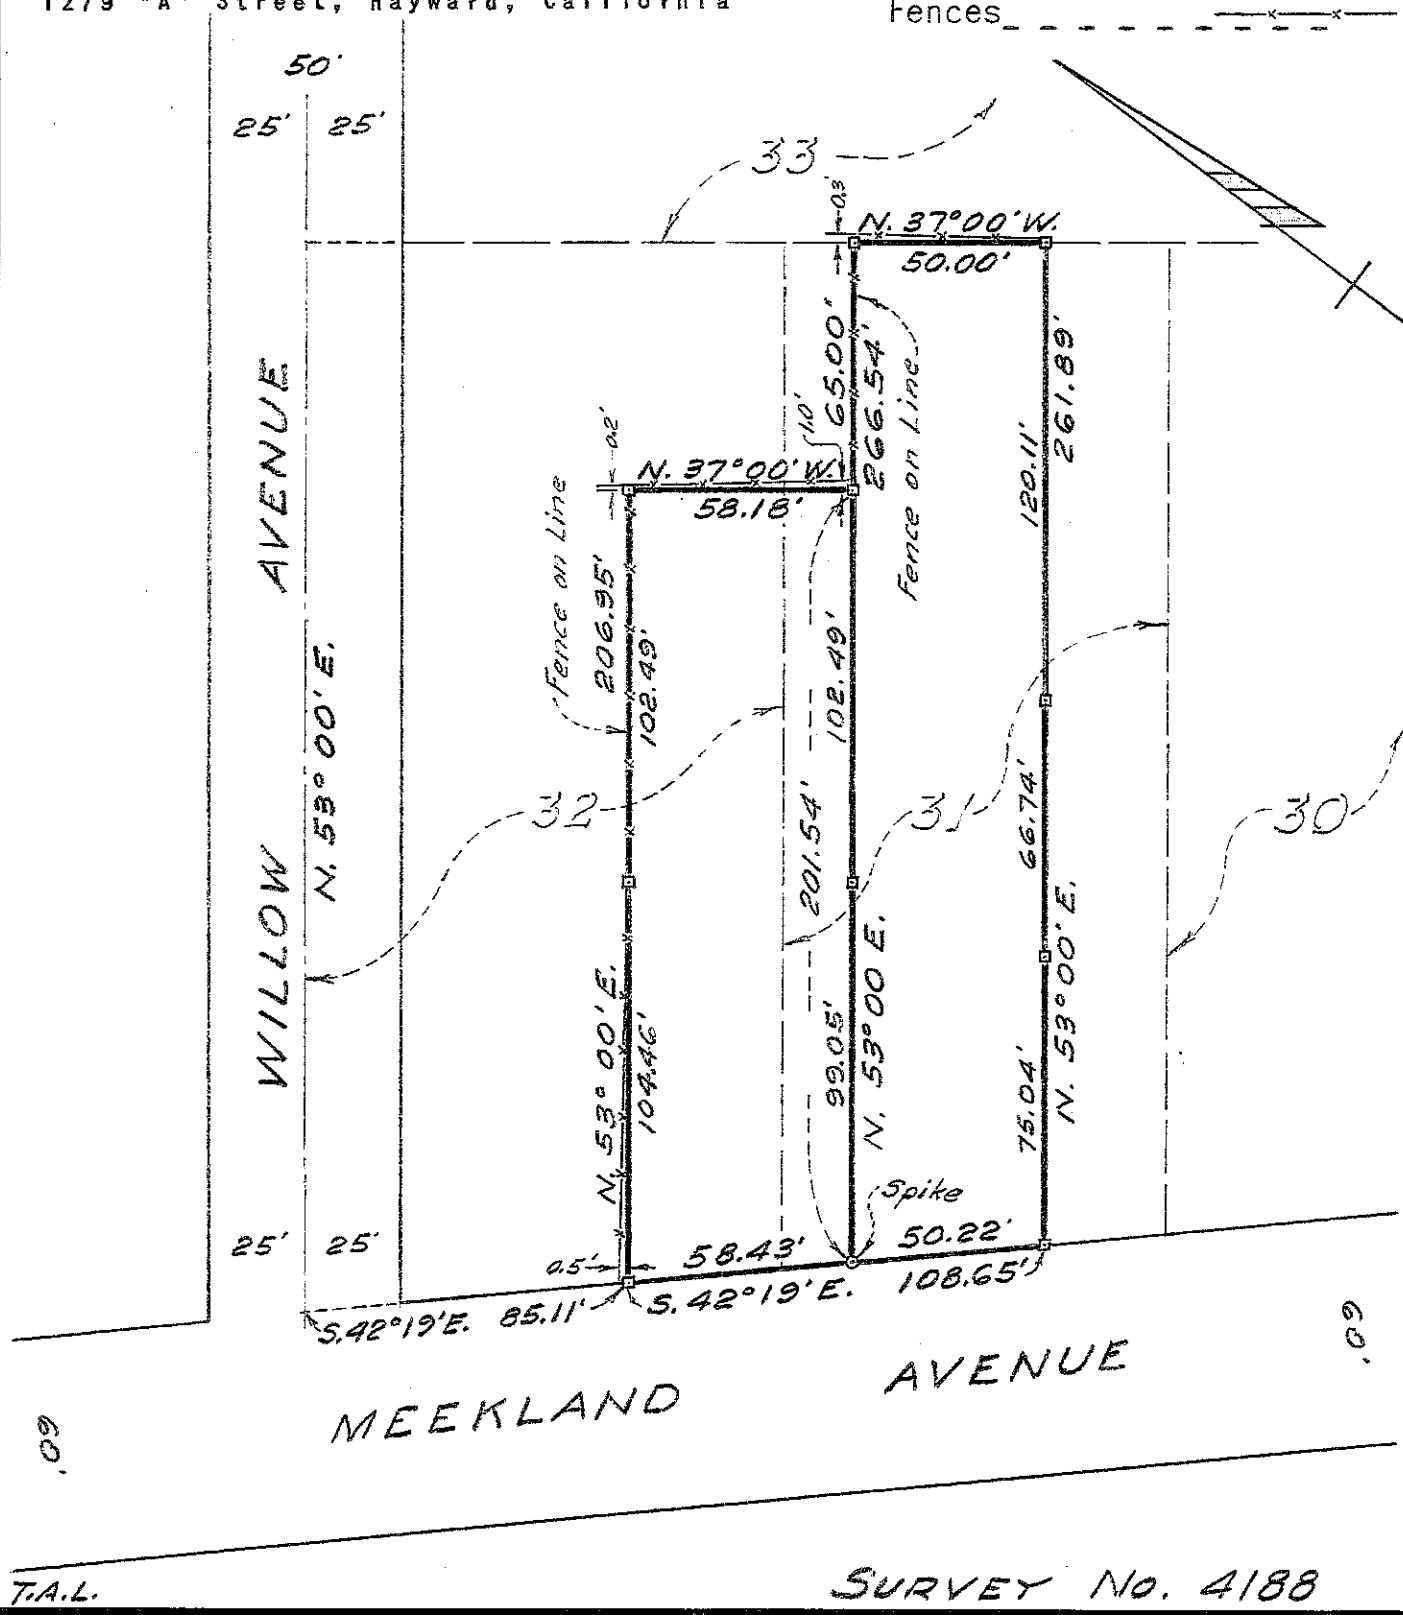 1279 "A" Street, Hayward, California
Fences
50'
25' 25'
33
0.3'
N. 37°00' W.
50.00'
65.00'
266.54'
261.89'
Fence on Line
1.0'
0.2'
N. 37°00' W.
58.18'
120.11'
AVENUE
Fence on Line
206.95'
102.49'
102.49'
N. 53°00' E.
32
31
30
66.74'
201.54'
WILLOW
N. 53°00' E.
104.46'
99.05'
N. 53°00 E.
75.04'
N. 53°00' E.
Spike
25' 25'
0.5'
58.43'
50.22'
S. 42°19' E. 85.11'
S. 42°19' E. 108.65'
60'
60'
MEEKLAND AVENUE
T.A.L.
SURVEY No. 4188